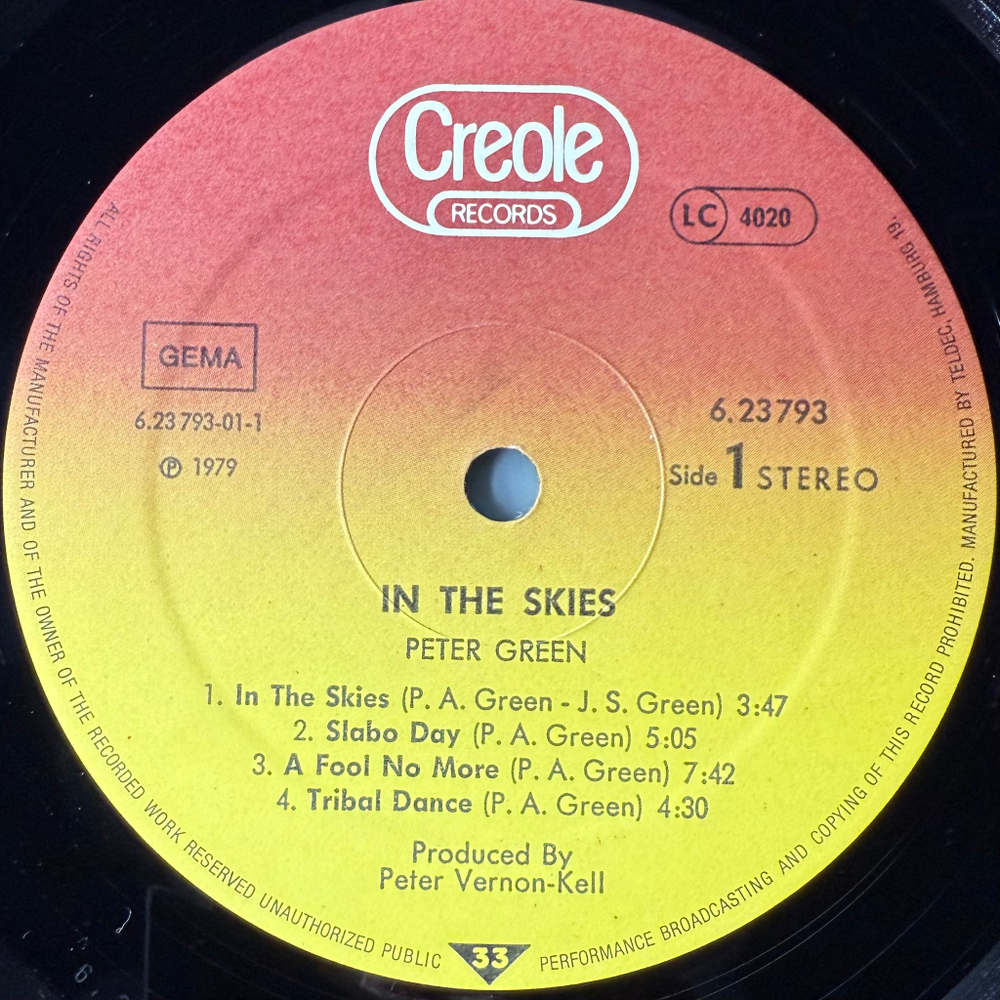 Creole
RECORDS
LC 4020
GEMA
6.23 793-01-1
℗ 1979
6.23793
Side 1 STEREO
IN THE SKIES
PETER GREEN
1. In The Skies (P. A. Green - J. S. Green) 3:47
2. Slabo Day (P. A. Green) 5:05
3. A Fool No More (P. A. Green) 7:42
4. Tribal Dance (P. A. Green) 4:30
Produced By
Peter Vernon-Kell
33
ALL RIGHTS OF THE MANUFACTURER AND OF THE OWNER OF THE RECORDED WORK RESERVED UNAUTHORIZED PUBLIC PERFORMANCE BROADCASTING AND COPYING OF THIS RECORD PROHIBITED. MANUFACTURED BY TELDEC, HAMBURG 19.
6